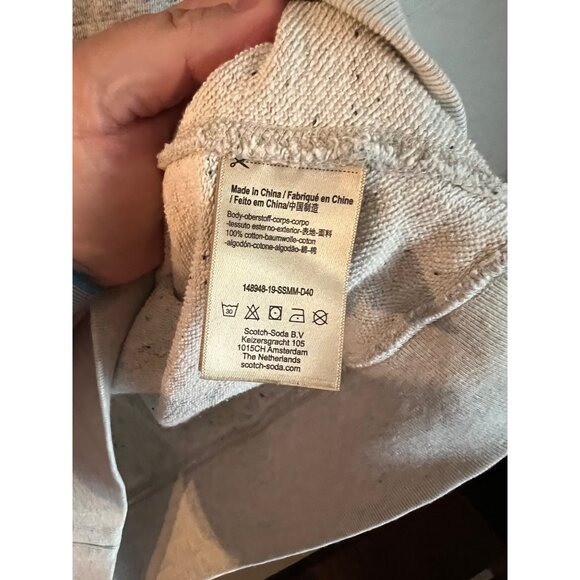 Made In China / Fabriqué en Chine
/ Feito em China/中国制造
Body-oberstoff-corps-corpo
-tessuto esterno-exterior-表地-面料
100% cotton-baumwolle-coton
-algodón-cotone-algodão-綿-棉
148948-19-SSMM-D40
30
Scotch-Soda B.V
Keizersgracht 105
1015CH Amsterdam
The Netherlands
scotch-soda.com